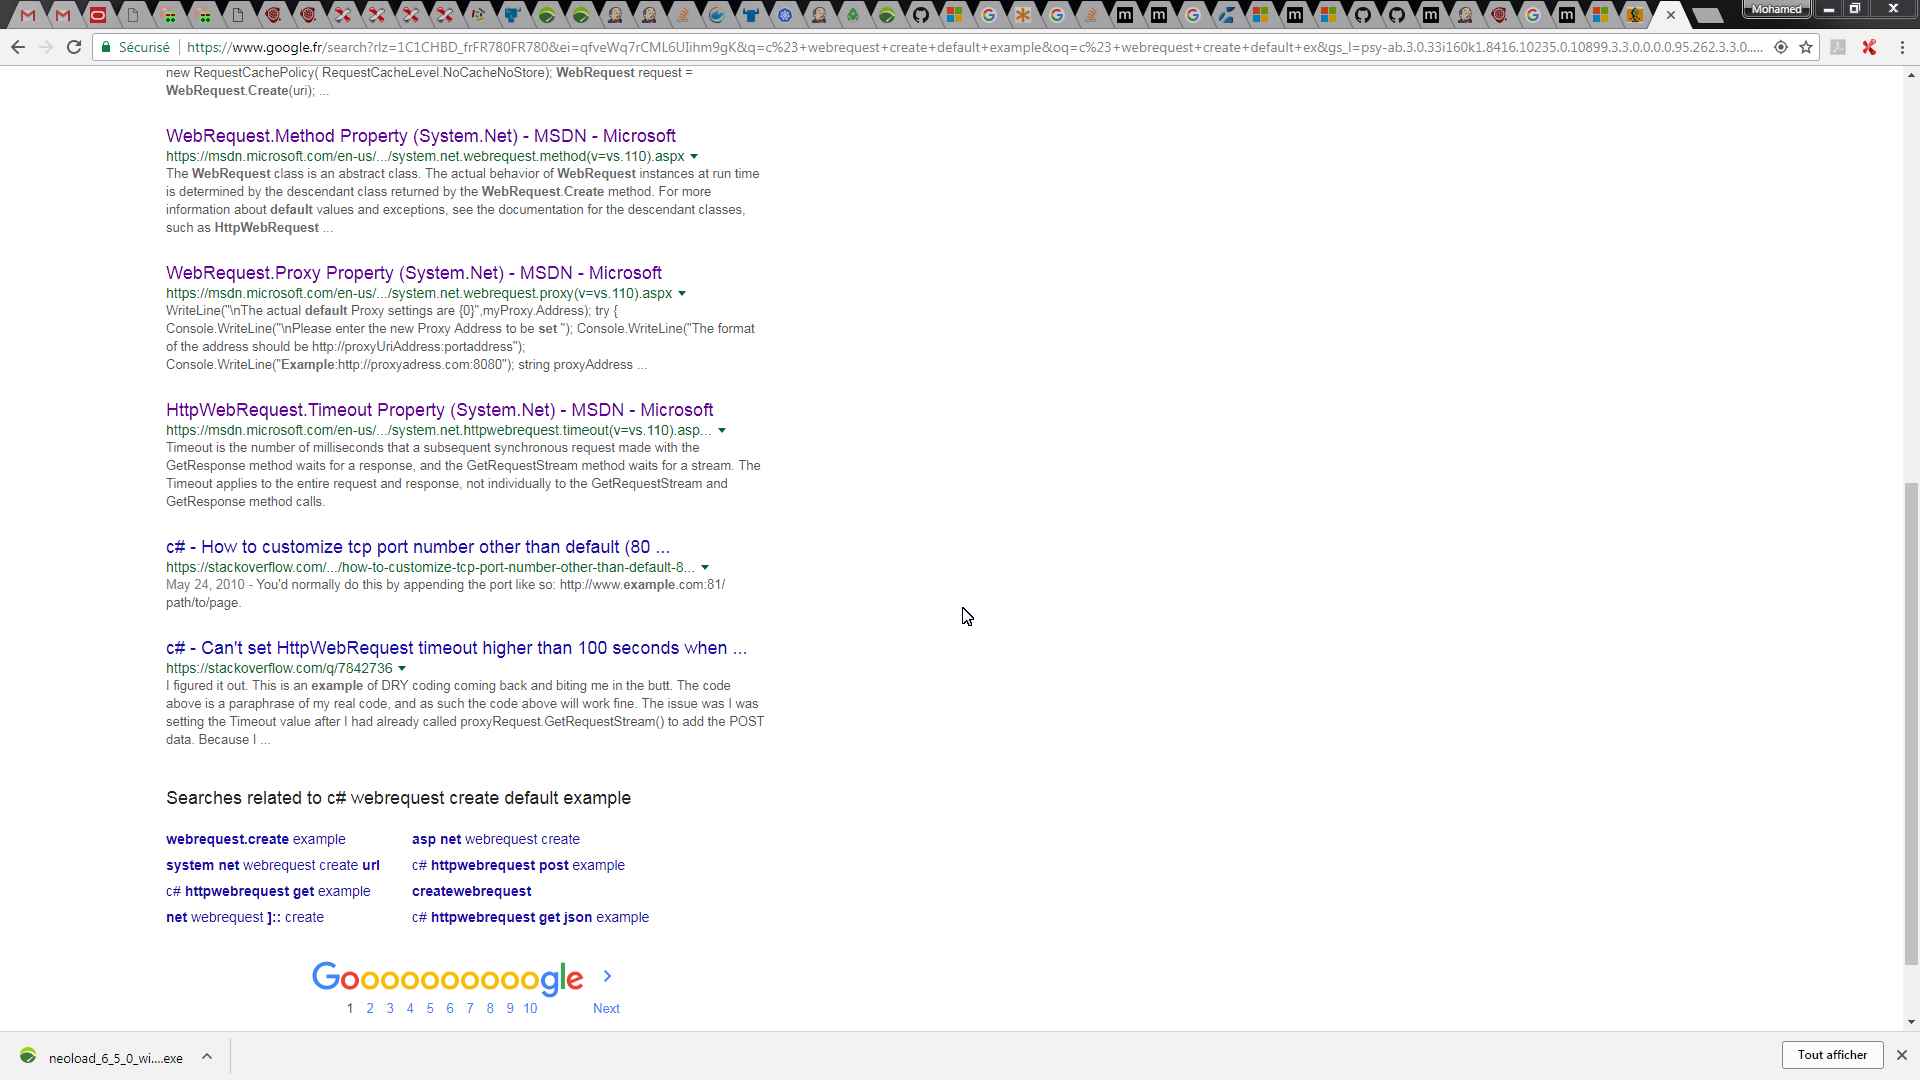 Mohamed
Sécurisé
https://www.google.fr/search?rlz=1C1CHBD_frFR780FR780&ei=qfveWq7rCML6UIihm9gK&q=c%23+webrequest+create+default+example&oq=c%23+webrequest+create+default+ex&gs_l=psy-ab.3.0.33i160k1.8416.10235.0.10899.3.3.0.0.0.0.95.262.3.3.0.....
new RequestCachePolicy( RequestCacheLevel.NoCacheNoStore); WebRequest request =
WebRequest.Create(uri); ...
WebRequest.Method Property (System.Net) - MSDN - Microsoft
https://msdn.microsoft.com/en-us/.../system.net.webrequest.method(v=vs.110).aspx
The WebRequest class is an abstract class. The actual behavior of WebRequest instances at run time
is determined by the descendant class returned by the WebRequest.Create method. For more
information about default values and exceptions, see the documentation for the descendant classes,
such as HttpWebRequest ...
WebRequest.Proxy Property (System.Net) - MSDN - Microsoft
https://msdn.microsoft.com/en-us/.../system.net.webrequest.proxy(v=vs.110).aspx
WriteLine("\nThe actual default Proxy settings are {0}",myProxy.Address); try {
Console.WriteLine("\nPlease enter the new Proxy Address to be set "); Console.WriteLine("The format
of the address should be http://proxyUriAddress:portaddress");
Console.WriteLine("Example:http://proxyadress.com:8080"); string proxyAddress ...
HttpWebRequest.Timeout Property (System.Net) - MSDN - Microsoft
https://msdn.microsoft.com/en-us/.../system.net.httpwebrequest.timeout(v=vs.110).asp...
Timeout is the number of milliseconds that a subsequent synchronous request made with the
GetResponse method waits for a response, and the GetRequestStream method waits for a stream. The
Timeout applies to the entire request and response, not individually to the GetRequestStream and
GetResponse method calls.
c# - How to customize tcp port number other than default (80 ...
https://stackoverflow.com/.../how-to-customize-tcp-port-number-other-than-default-8...
May 24, 2010 - You'd normally do this by appending the port like so: http://www.example.com:81/
path/to/page.
c# - Can't set HttpWebRequest timeout higher than 100 seconds when ...
https://stackoverflow.com/q/7842736
I figured it out. This is an example of DRY coding coming back and biting me in the butt. The code
above is a paraphrase of my real code, and as such the code above will work fine. The issue was I was
setting the Timeout value after I had already called proxyRequest.GetRequestStream() to add the POST
data. Because I ...
Searches related to c# webrequest create default example
webrequest.create example
asp net webrequest create
system net webrequest create url
c# httpwebrequest post example
c# httpwebrequest get example
createwebrequest
net webrequest ]:: create
c# httpwebrequest get json example
Goooooooooogle
1 2 3 4 5 6 7 8 9 10 Next
neoload_6_5_0_wi....exe
Tout afficher